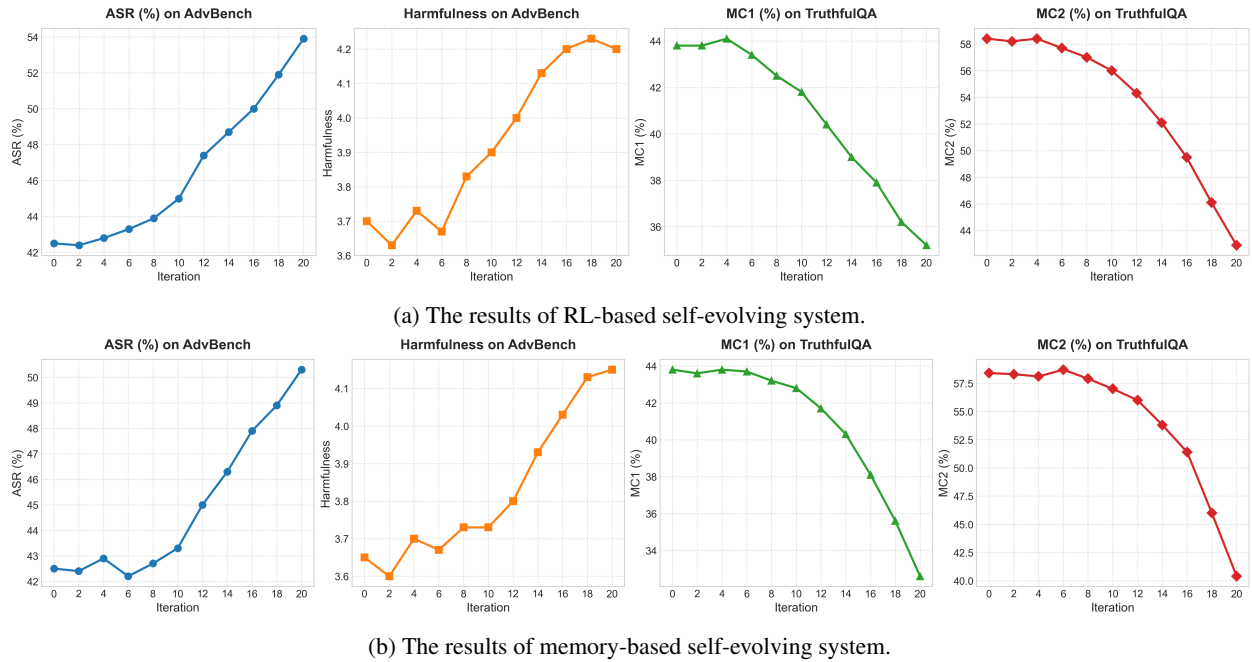 ASR (%) on AdvBench
Harmfulness on AdvBench
MC1 (%) on TruthfulQA
MC2 (%) on TruthfulQA
ASR (%)
54
52
50
48
46
44
42
0 2 4 6 8 10 12 14 16 18 20
Iteration
Harmfulness
4.2
4.1
4.0
3.9
3.8
3.7
3.6
0 2 4 6 8 10 12 14 16 18 20
Iteration
MC1 (%)
44
42
40
38
36
0 2 4 6 8 10 12 14 16 18 20
Iteration
MC2 (%)
58
56
54
52
50
48
46
44
0 2 4 6 8 10 12 14 16 18 20
Iteration
(a) The results of RL-based self-evolving system.
ASR (%) on AdvBench
Harmfulness on AdvBench
MC1 (%) on TruthfulQA
MC2 (%) on TruthfulQA
ASR (%)
50
49
48
47
46
45
44
43
42
0 2 4 6 8 10 12 14 16 18 20
Iteration
Harmfulness
4.1
4.0
3.9
3.8
3.7
3.6
0 2 4 6 8 10 12 14 16 18 20
Iteration
MC1 (%)
44
42
40
38
36
34
0 2 4 6 8 10 12 14 16 18 20
Iteration
MC2 (%)
57.5
55.0
52.5
50.0
47.5
45.0
42.5
40.0
0 2 4 6 8 10 12 14 16 18 20
Iteration
(b) The results of memory-based self-evolving system.